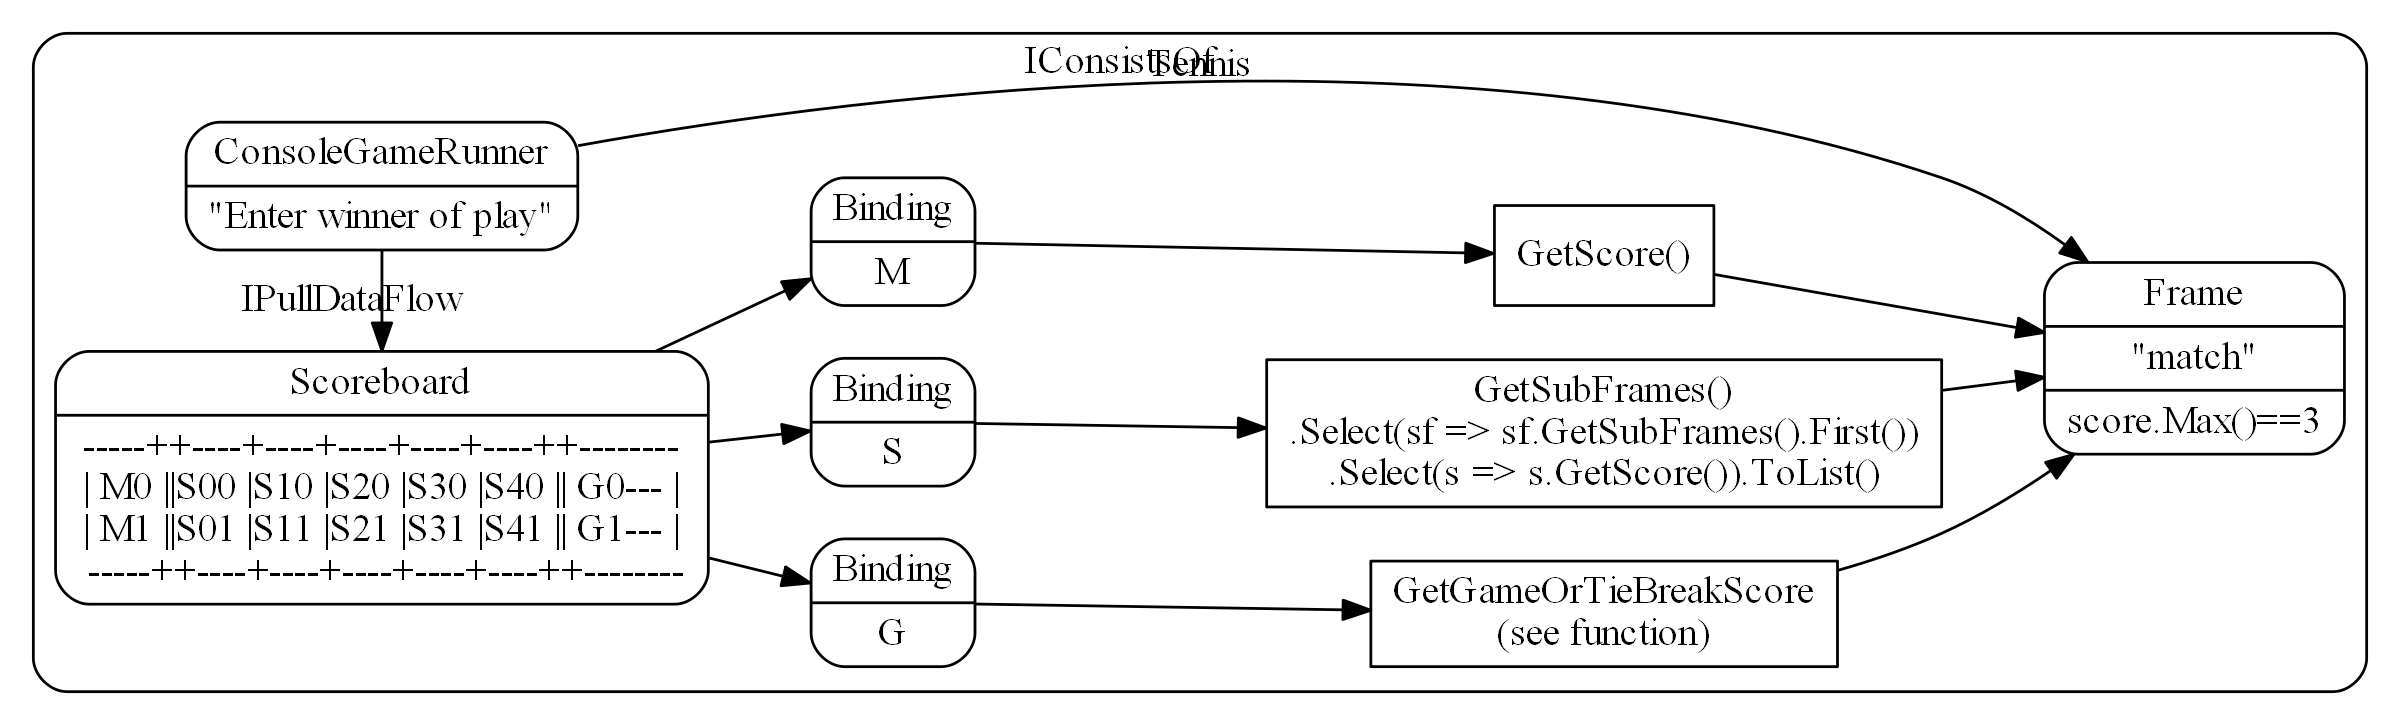 Tennis
IConsistsOf
ConsoleGameRunner
"Enter winner of play"
IPullDataFlow
Scoreboard
-----++----+----+----+----+----++--------
| M0 ||S00 |S10 |S20 |S30 |S40 || G0--- |
| M1 ||S01 |S11 |S21 |S31 |S41 || G1--- |
-----++----+----+----+----+----++--------
Binding
M
Binding
S
Binding
G
GetScore()
GetSubFrames()
.Select(sf => sf.GetSubFrames().First())
.Select(s => s.GetScore()).ToList()
GetGameOrTieBreakScore
(see function)
Frame
"match"
score.Max()==3